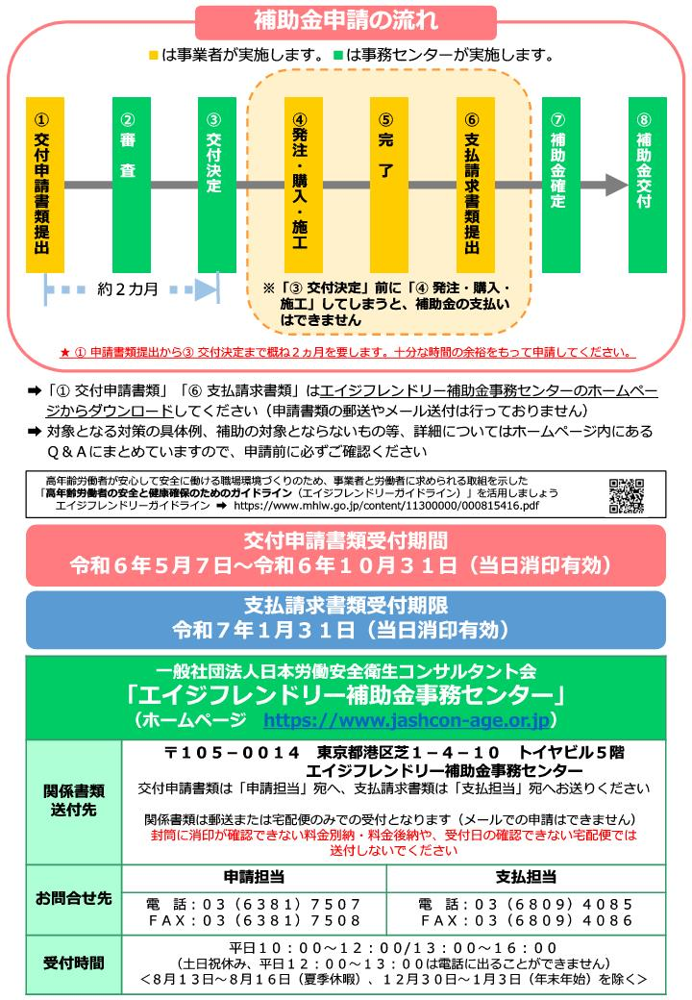 補助金申請の流れ
■は事業者が実施します。■は事務センターが実施します。
① 交付申請書類提出
② 審 査
③ 交付決定
④ 発注・購入・施工
⑤ 完 了
⑥ 支払請求書類提出
⑦ 補助金確定
⑧ 補助金交付
約２カ月
※「③ 交付決定」前に「④ 発注・購入・
施工」してしまうと、補助金の支払い
はできません
★ ① 申請書類提出から③ 交付決定まで概ね２ヵ月を要します。十分な時間の余裕をもって申請してください。
➡「① 交付申請書類」「⑥ 支払請求書類」はエイジフレンドリー補助金事務センターのホームペー
ジからダウンロードしてください（申請書類の郵送やメール送付は行っておりません）
➡ 対象となる対策の具体例、補助の対象とならないもの等、詳細についてはホームページ内にある
Ｑ＆Ａにまとめていますので、申請前に必ずご確認ください
高年齢労働者が安心して安全に働ける職場環境づくりのため、事業者と労働者に求められる取組を示した
「高年齢労働者の安全と健康確保のためのガイドライン（エイジフレンドリーガイドライン）」を活用しましょう
エイジフレンドリーガイドライン ➡ https://www.mhlw.go.jp/content/11300000/000815416.pdf
交付申請書類受付期間
令和６年５月７日～令和６年１０月３１日（当日消印有効）
支払請求書類受付期限
令和７年１月３１日（当日消印有効）
一般社団法人日本労働安全衛生コンサルタント会
「エイジフレンドリー補助金事務センター」
（ホームページ　https://www.jashcon-age.or.jp）
関係書類
送付先
〒１０５－００１４　東京都港区芝１－４－１０　トイヤビル５階
エイジフレンドリー補助金事務センター
交付申請書類は「申請担当」宛へ、支払請求書類は「支払担当」宛へお送りください
関係書類は郵送または宅配便のみでの受付となります（メールでの申請はできません）
封筒に消印が確認できない料金別納・料金後納や、受付日の確認できない宅配便では
送付しないでください
お問合せ先
申請担当
電　話：０３（６３８１）７５０７
ＦＡＸ：０３（６３８１）７５０８
支払担当
電　話：０３（６８０９）４０８５
ＦＡＸ：０３（６８０９）４０８６
受付時間
平日１０：００～１２：００/１３：００～１６：００
（土日祝休み、平日１２：００～１３：００は電話に出ることができません）
＜８月１３日～８月１６日（夏季休暇）、１２月３０日～１月３日（年末年始）を除く＞